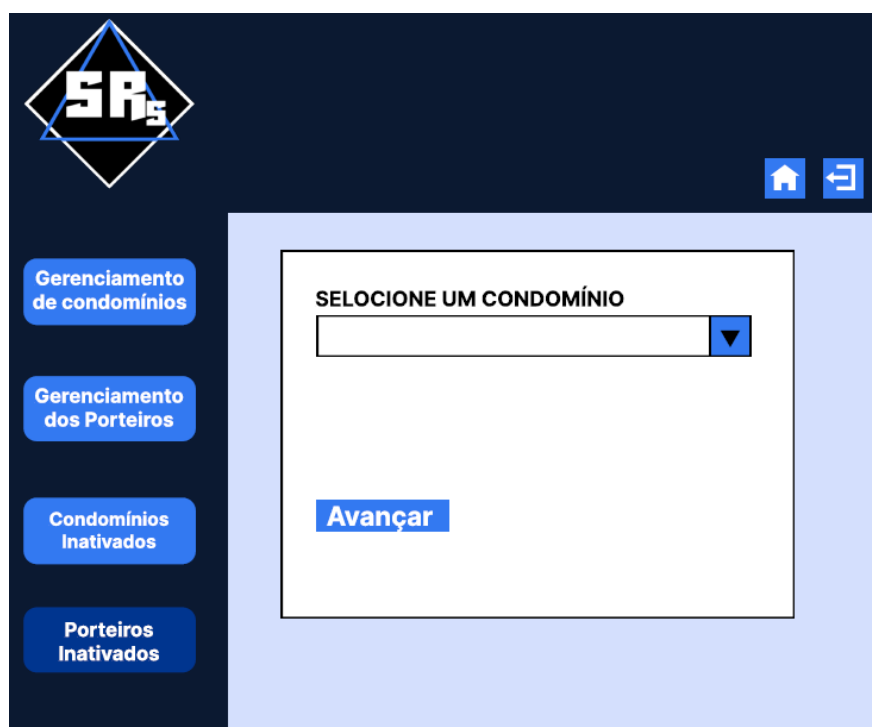 SRs
Gerenciamento
de condomínios
Gerenciamento
dos Porteiros
Condomínios
Inativados
Porteiros
Inativados
SELOCIONE UM CONDOMÍNIO
Avançar